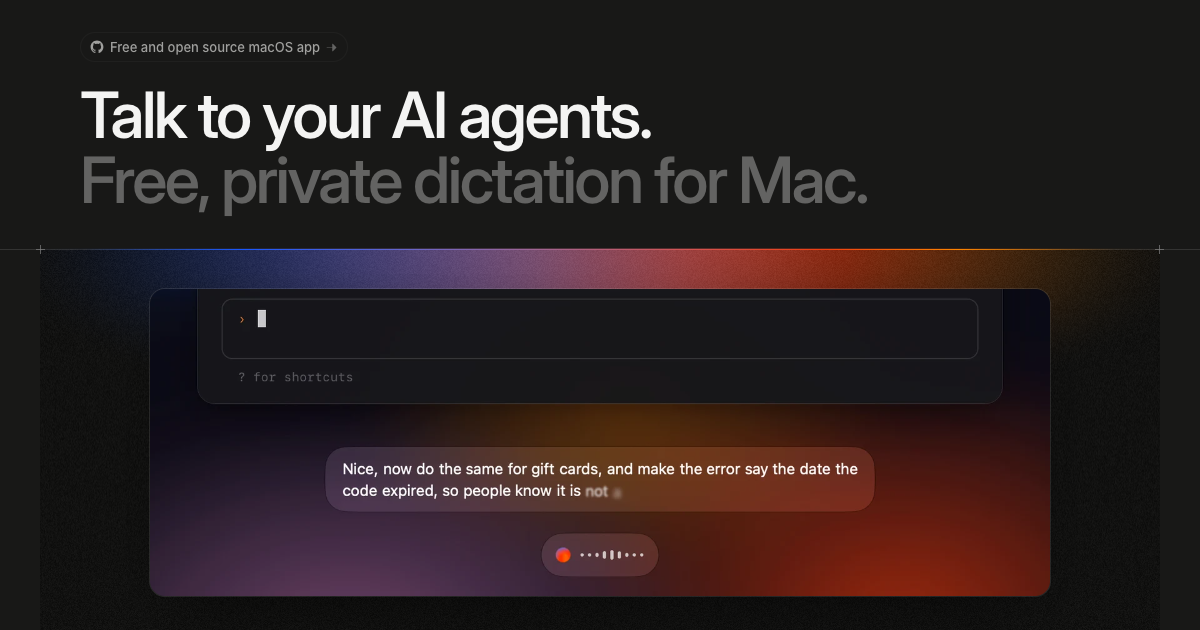 Free and open source macOS app →
Talk to your AI agents.
Free, private dictation for Mac.
›
? for shortcuts
Nice, now do the same for gift cards, and make the error say the date the
code expired, so people know it is not